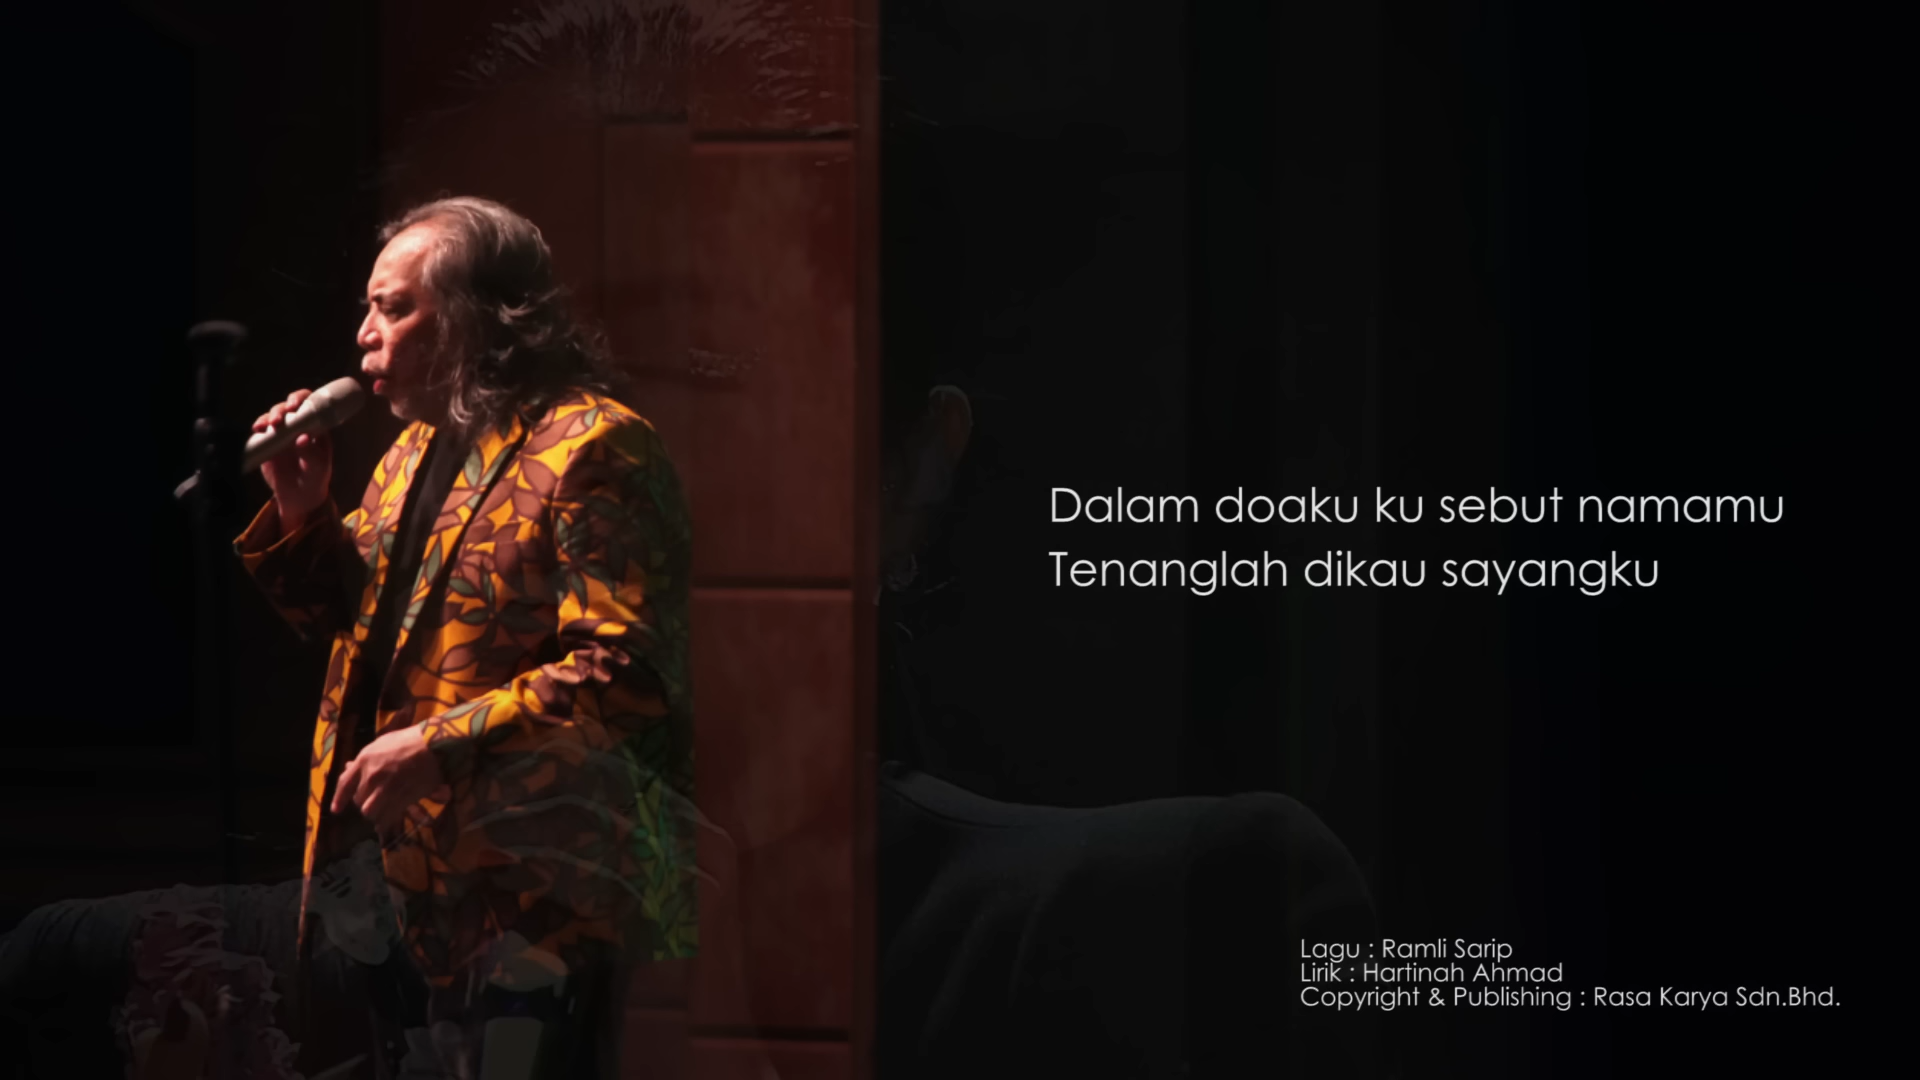 Dalam doaku ku sebut namamu
Tenanglah dikau sayangku
Lagu : Ramli Sarip
Lirik : Hartinah Ahmad
Copyright & Publishing : Rasa Karya Sdn.Bhd.